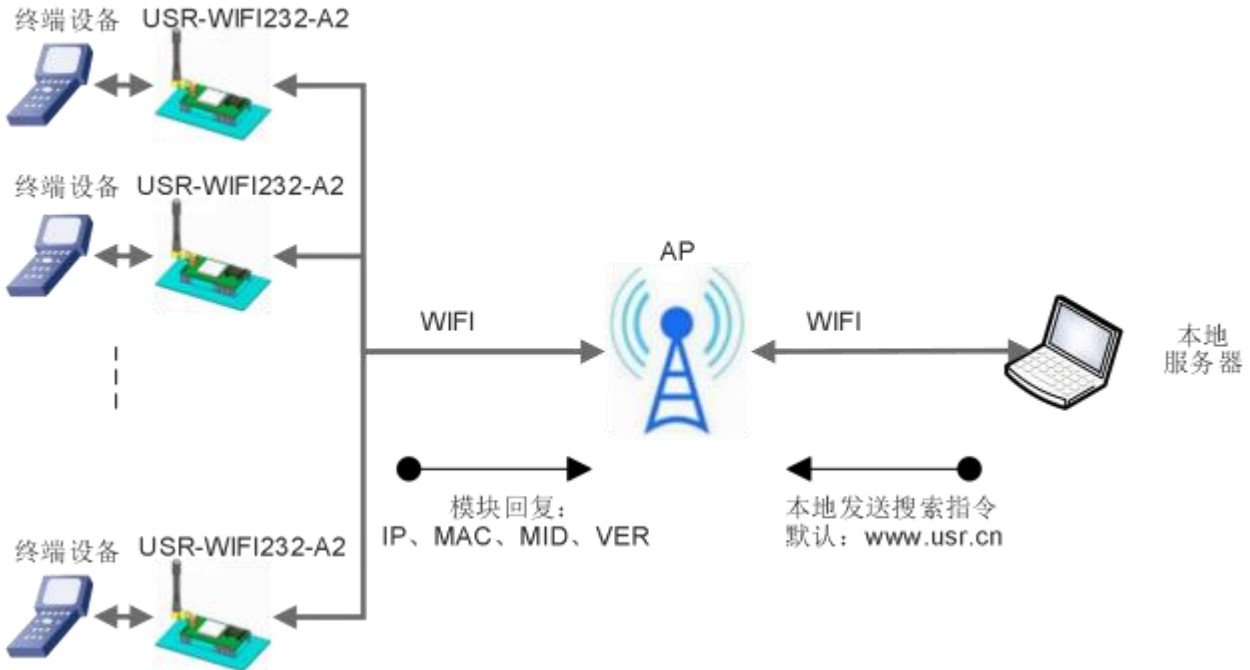 终端设备 USR-WIFI232-A2
终端设备 USR-WIFI232-A2
AP
WIFI
WIFI
本地
服务器
模块回复：
IP、MAC、MID、VER
本地发送搜索指令
默认：www.usr.cn
终端设备 USR-WIFI232-A2